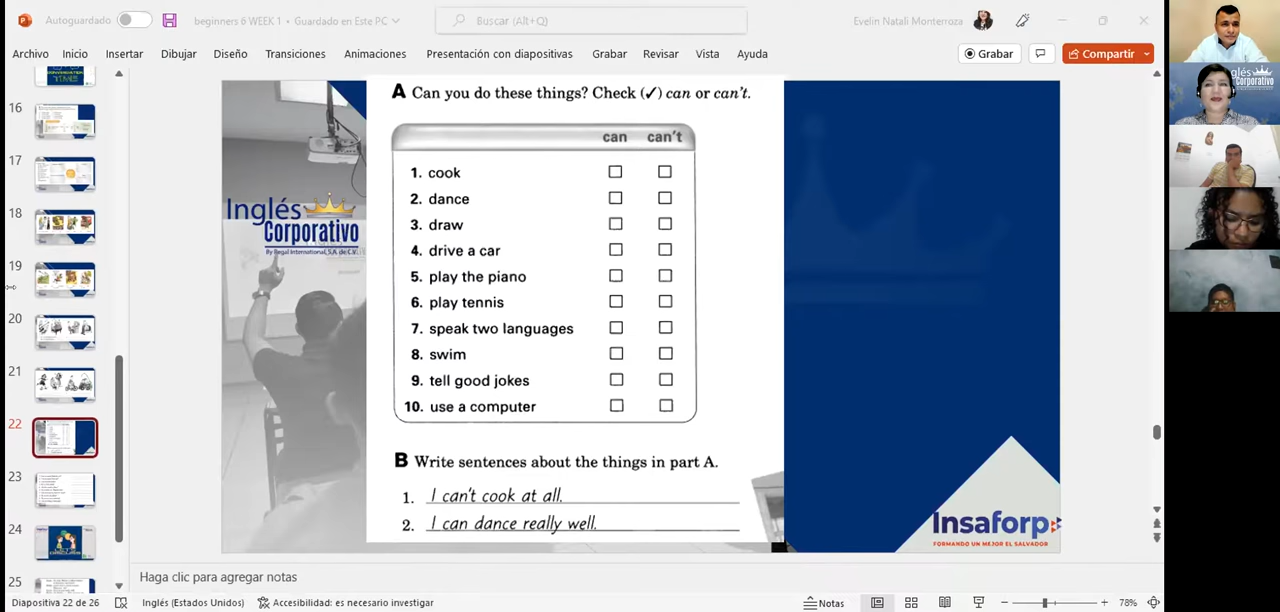 Autoguardado
beginners 6 WEEK 1 • Guardado en Este PC
Buscar (Alt+Q)
Evelin Natali Monterroza
Archivo Inicio Insertar Dibujar Diseño Transiciones Animaciones Presentación con diapositivas Grabar Revisar Vista Ayuda
Grabar
Compartir
16
17
18
19
20
21
22
23
24
25
A Can you do these things? Check (✓) can or can't.
can can't
1. cook
2. dance
3. draw
4. drive a car
5. play the piano
6. play tennis
7. speak two languages
8. swim
9. tell good jokes
10. use a computer
B Write sentences about the things in part A.
1. I can't cook at all.
2. I can dance really well.
Inglés
Corporativo
By Regal International, S.A. de C.V.
Insaforp
FORMANDO UN MEJOR EL SALVADOR
Inglés
Corporativo
Haga clic para agregar notas
Diapositiva 22 de 26 Inglés (Estados Unidos) Accesibilidad: es necesario investigar Notas 78%